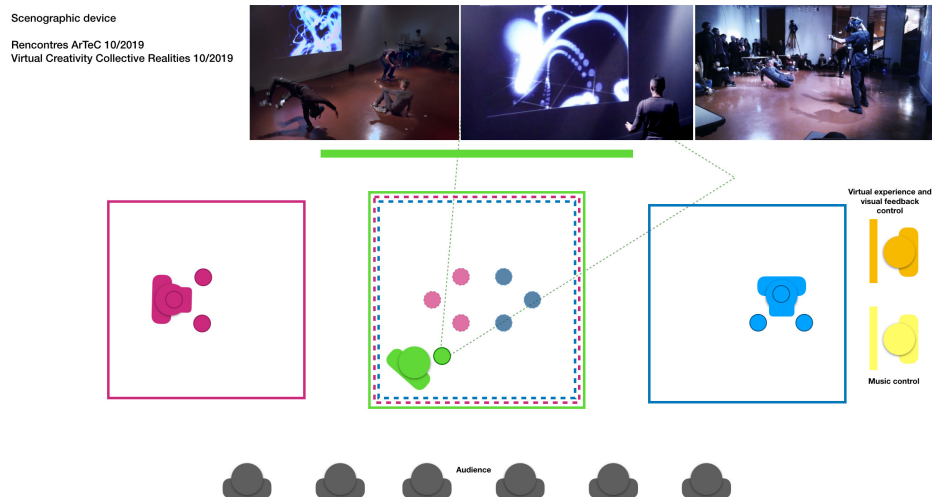 Scenographic device
Rencontres ArTeC 10/2019
Virtual Creativity Collective Realities 10/2019
Virtual experience and
visual feedback
control
Music control
Audience